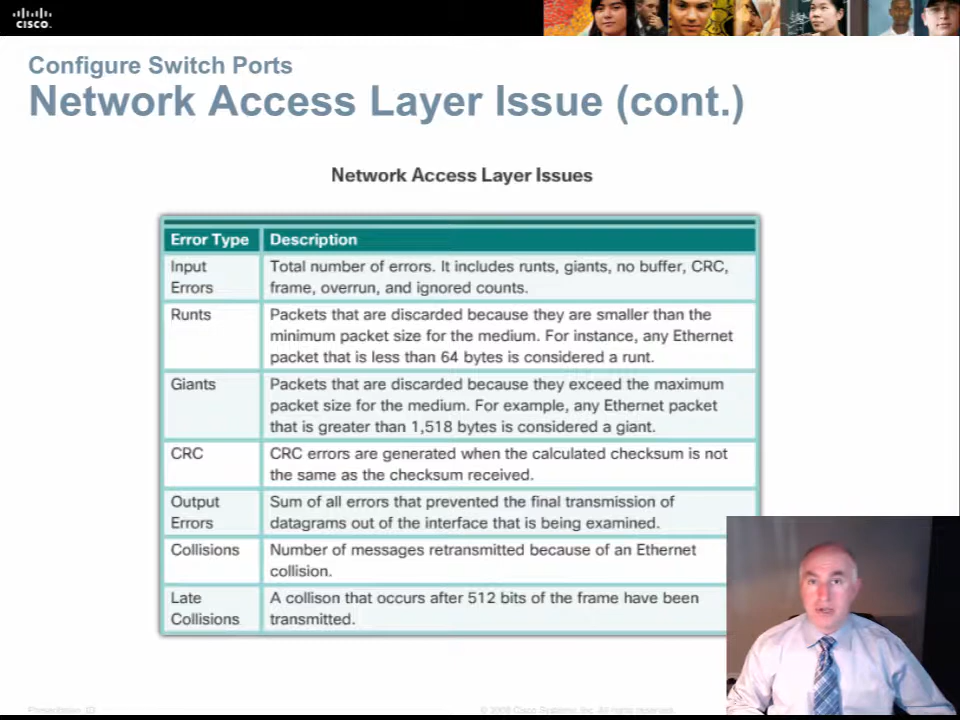 CISCO.
Configure Switch Ports
Network Access Layer Issue (cont.)
Network Access Layer Issues
Error Type Description
Input Errors
Total number of errors. It includes runts, giants, no buffer, CRC,
frame, overrun, and ignored counts.
Runts
Packets that are discarded because they are smaller than the
minimum packet size for the medium. For instance, any Ethernet
packet that is less than 64 bytes is considered a runt.
Giants
Packets that are discarded because they exceed the maximum
packet size for the medium. For example, any Ethernet packet
that is greater than 1,518 bytes is considered a giant.
CRC
CRC errors are generated when the calculated checksum is not
the same as the checksum received.
Output
Errors
Sum of all errors that prevented the final transmission of
datagrams out of the interface that is being examined.
Collisions
Number of messages retransmitted because of an Ethernet
collision.
Late
Collisions
A collison that occurs after 512 bits of the frame have been
transmitted.
Presentation_ID
Cisco Systems, Inc. All rights reserved.